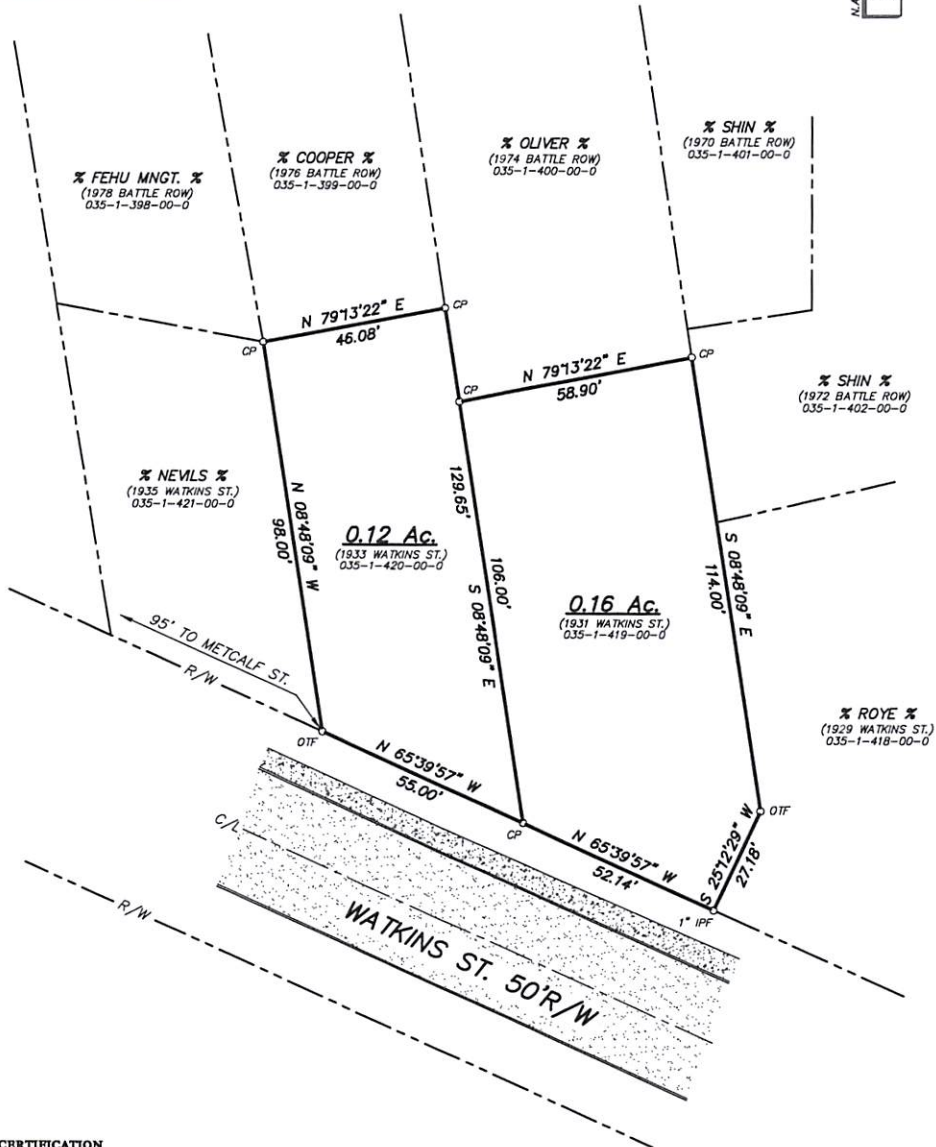 N.A
% SHIN %
(1970 BATTLE ROW)
035-1-401-00-0
% OLIVER %
(1974 BATTLE ROW)
035-1-400-00-0
% COOPER %
(1976 BATTLE ROW)
035-1-399-00-0
% FEHU MNGT. %
(1978 BATTLE ROW)
035-1-398-00-0
N 79°13'22" E
46.08'
CP
CP
N 79°13'22" E
58.90'
CP
CP
% SHIN %
(1972 BATTLE ROW)
035-1-402-00-0
% NEVILS %
(1935 WATKINS ST.)
035-1-421-00-0
N 08°48'09" W
98.00'
0.12 Ac.
(1933 WATKINS ST.)
035-1-420-00-0
129.65'
106.00'
S 08°48'09" E
0.16 Ac.
(1931 WATKINS ST.)
035-1-419-00-0
S 08°48'09" E
114.00'
% ROYE %
(1929 WATKINS ST.)
035-1-418-00-0
95' TO METCALF ST.
R/W
OTF
N 65°39'57" W
55.00'
CP
N 65°39'57" W
52.14'
S 25°12'29" W
27.18'
OTF
1" IPF
C/L
R/W
WATKINS ST. 50'R/W
CERTIFICATION